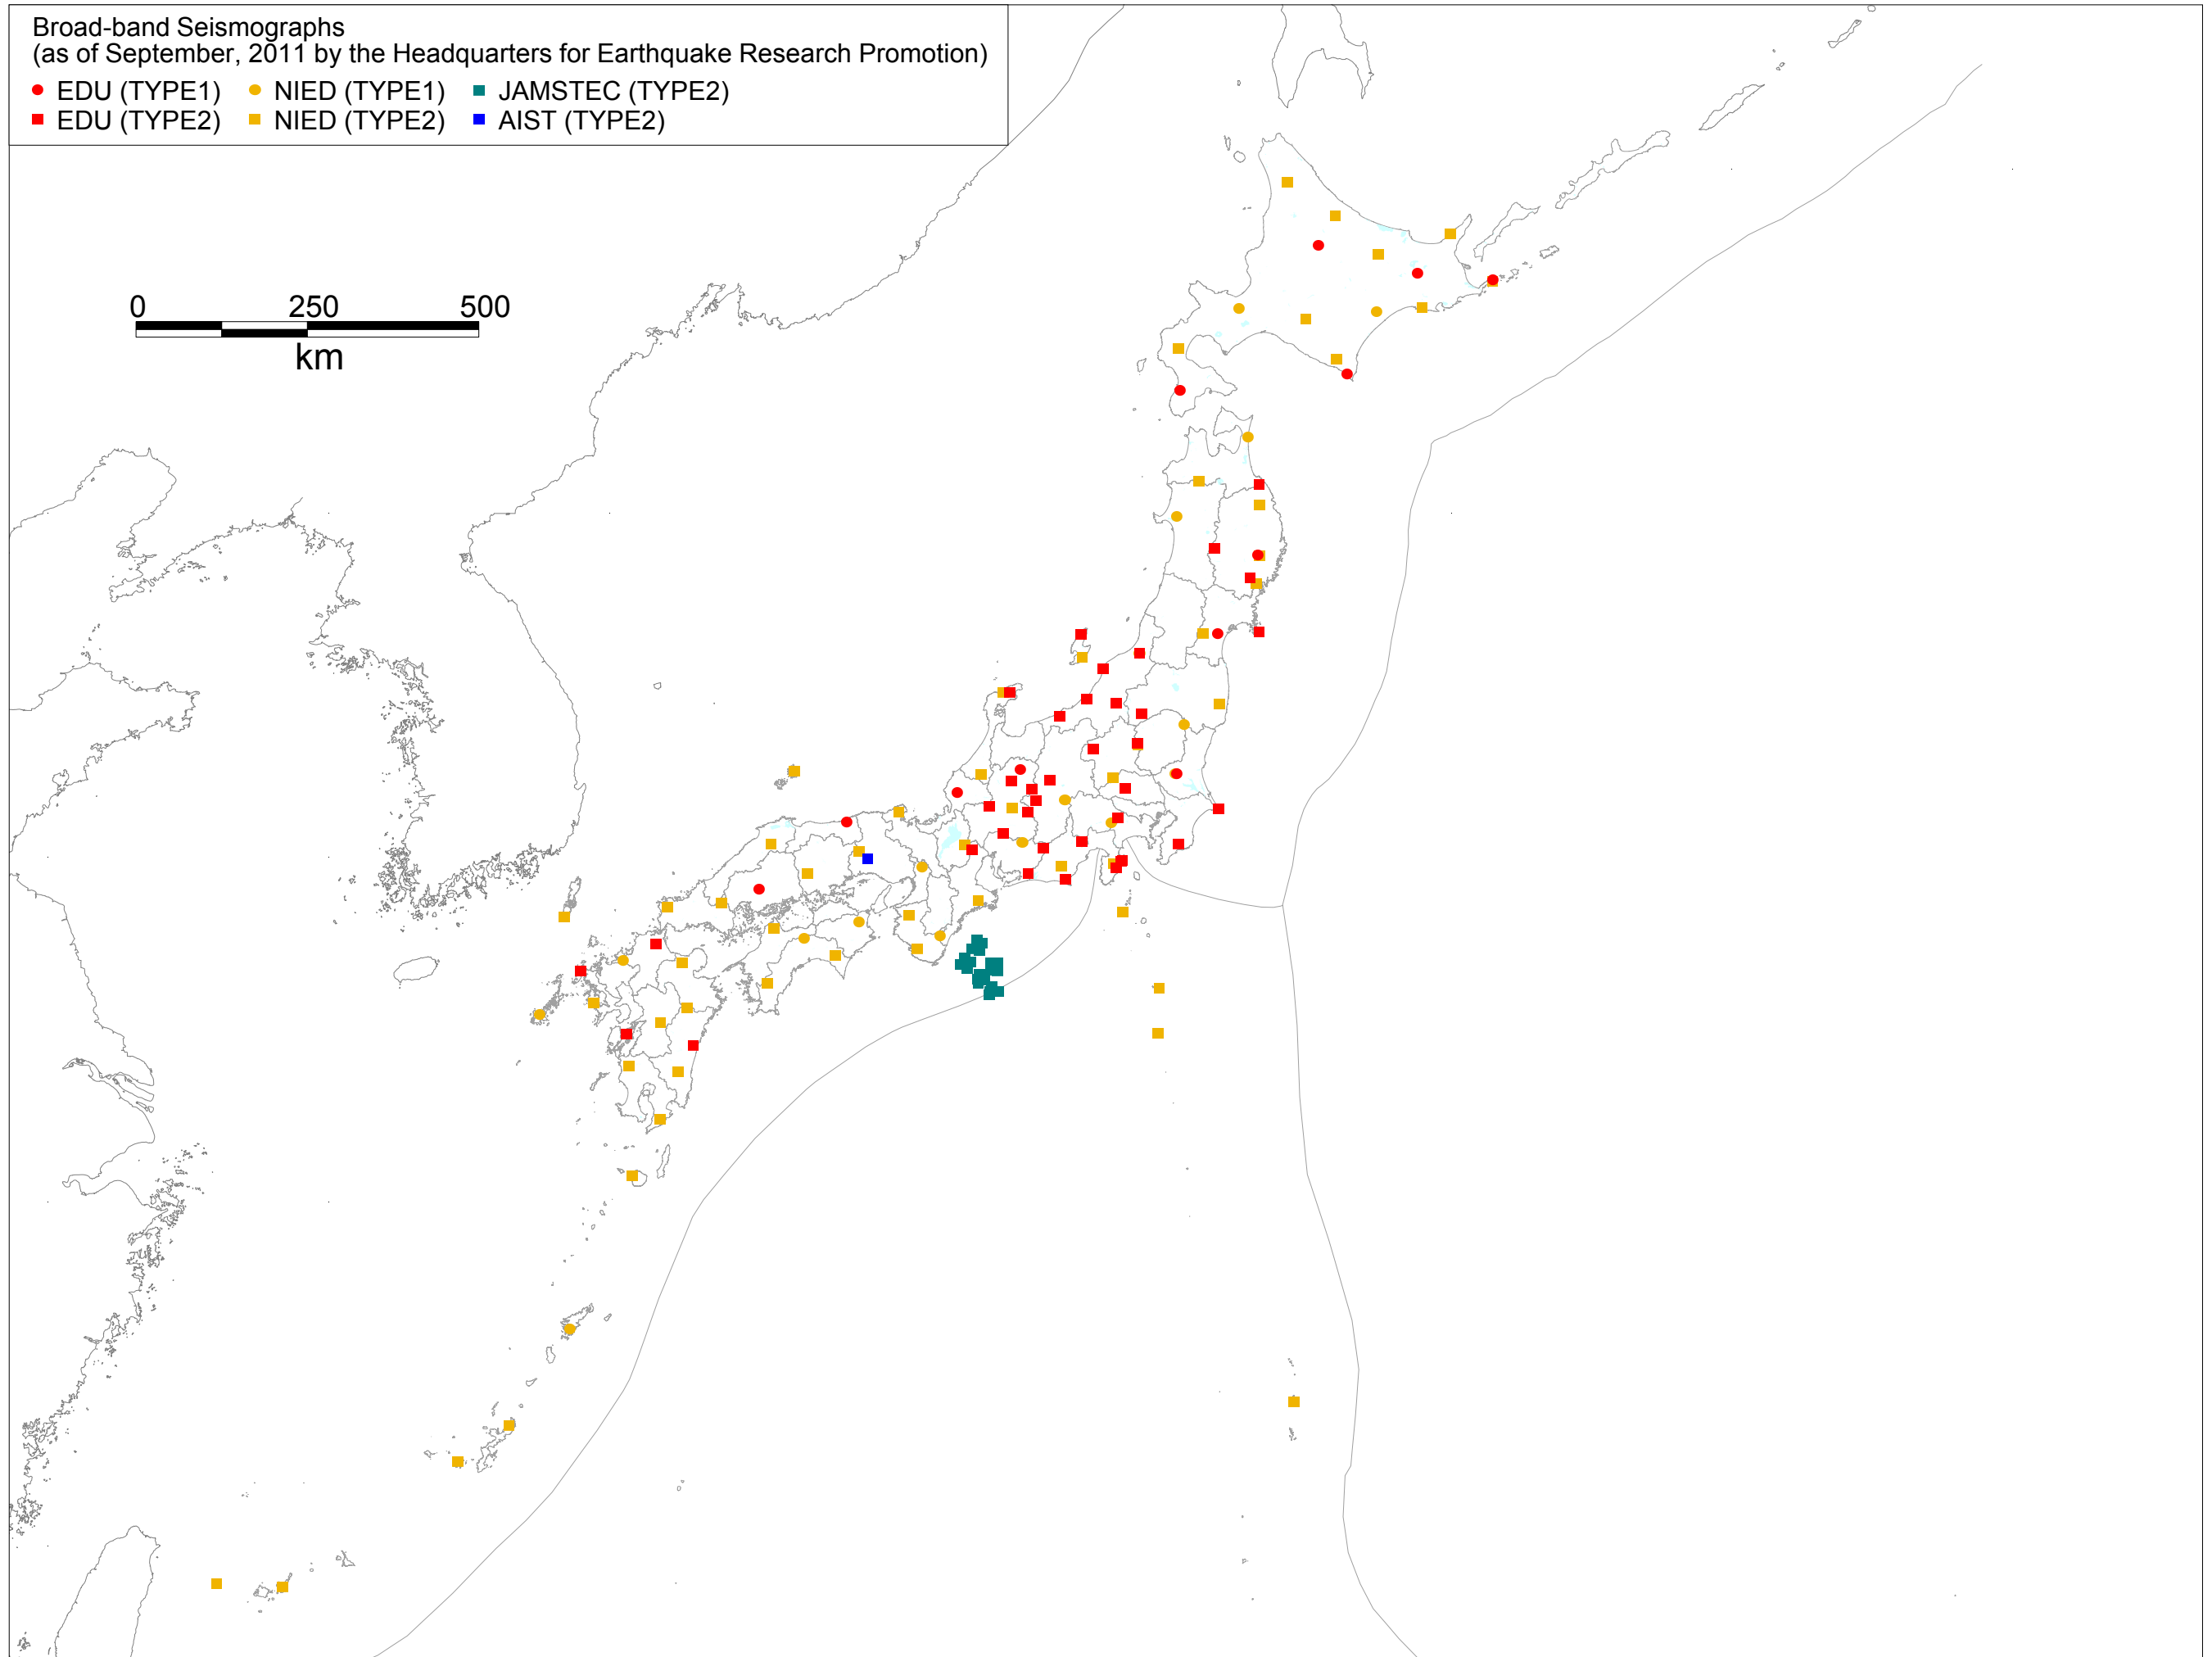 Broad-band Seismographs
(as of September, 2011 by the Headquarters for Earthquake Research Promotion)
EDU (TYPE1) NIED (TYPE1) JAMSTEC (TYPE2)
EDU (TYPE2) NIED (TYPE2) AIST (TYPE2)
0 250 500
km